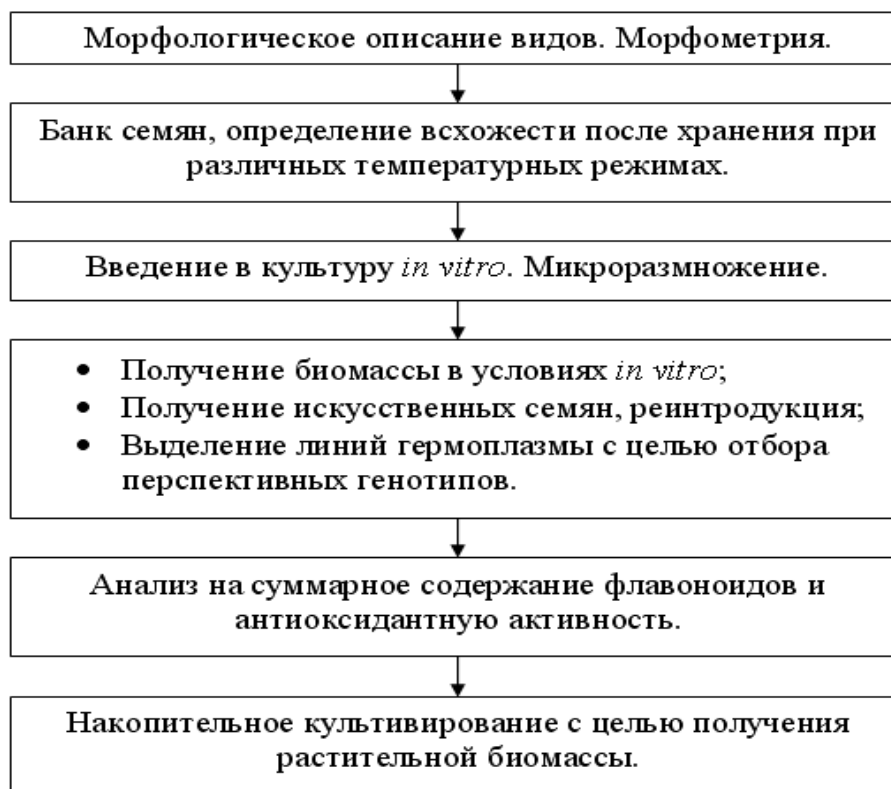 Морфологическое описание видов. Морфометрия.
Банк семян, определение всхожести после хранения при
различных температурных режимах.
Введение в культуру in vitro. Микроразмножение.
• Получение биомассы в условиях in vitro;
• Получение искусственных семян, реинтродукция;
• Выделение линий гермоплазмы с целью отбора
перспективных генотипов.
Анализ на суммарное содержание флавоноидов и
антиоксидантную активность.
Накопительное культивирование с целью получения
растительной биомассы.